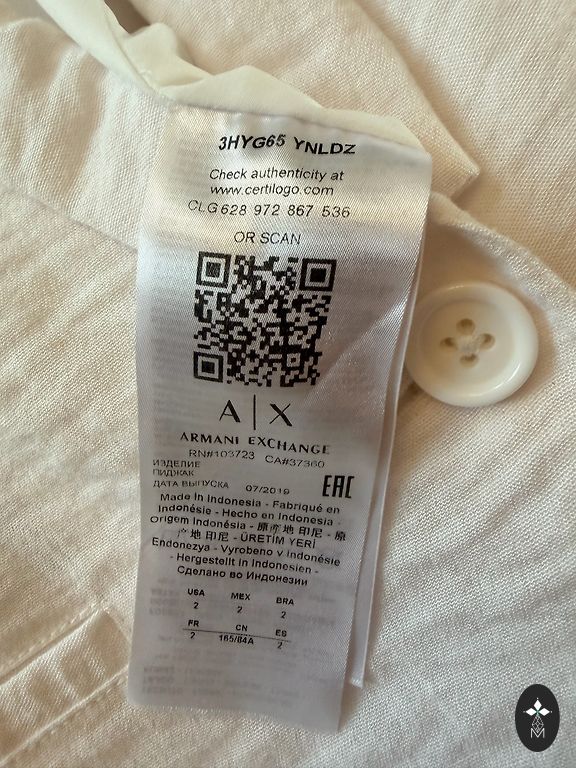 3HYG65 YNLDZ
Check authenticity at
www.certilogo.com
CLG 628 972 867 536
OR SCAN
A|X
ARMANI EXCHANGE
RN#103723 CA#37360
ИЗДЕЛИЕ
ПИДЖАК
ДАТА ВЫПУСКА 07/2019 EAC
Made in Indonesia - Fabriqué en
Indonésie - Hecho en Indonesia -
Origem Indonésia - 原产地 印尼 - 原
产地 印尼 - ÜRETİM YERİ
Endonezya - Vyrobeno v Indonésie
- Hergestellt in Indonesien -
Сделано во Индонезии
USA MEX BRA
2 2 2
FR CN ES
2 165/84A 2
M